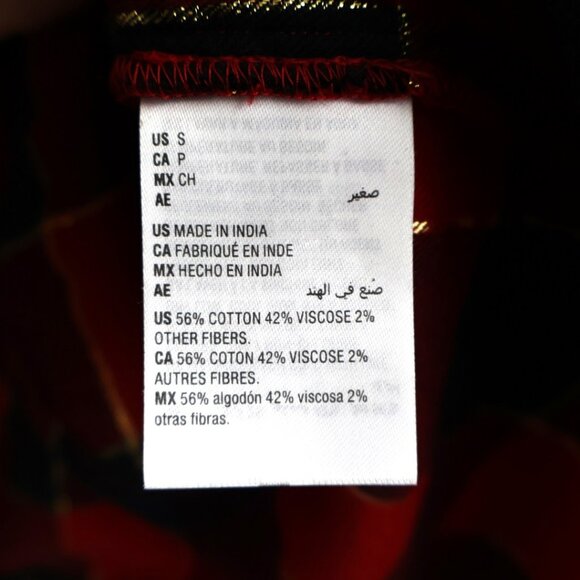 US S
CA P
MX CH
AE صغير
US MADE IN INDIA
CA FABRIQUÉ EN INDE
MX HECHO EN INDIA
AE صُنع في الهند
US 56% COTTON 42% VISCOSE 2%
OTHER FIBERS.
CA 56% COTON 42% VISCOSE 2%
AUTRES FIBRES.
MX 56% algodón 42% viscosa 2%
otras fibras.